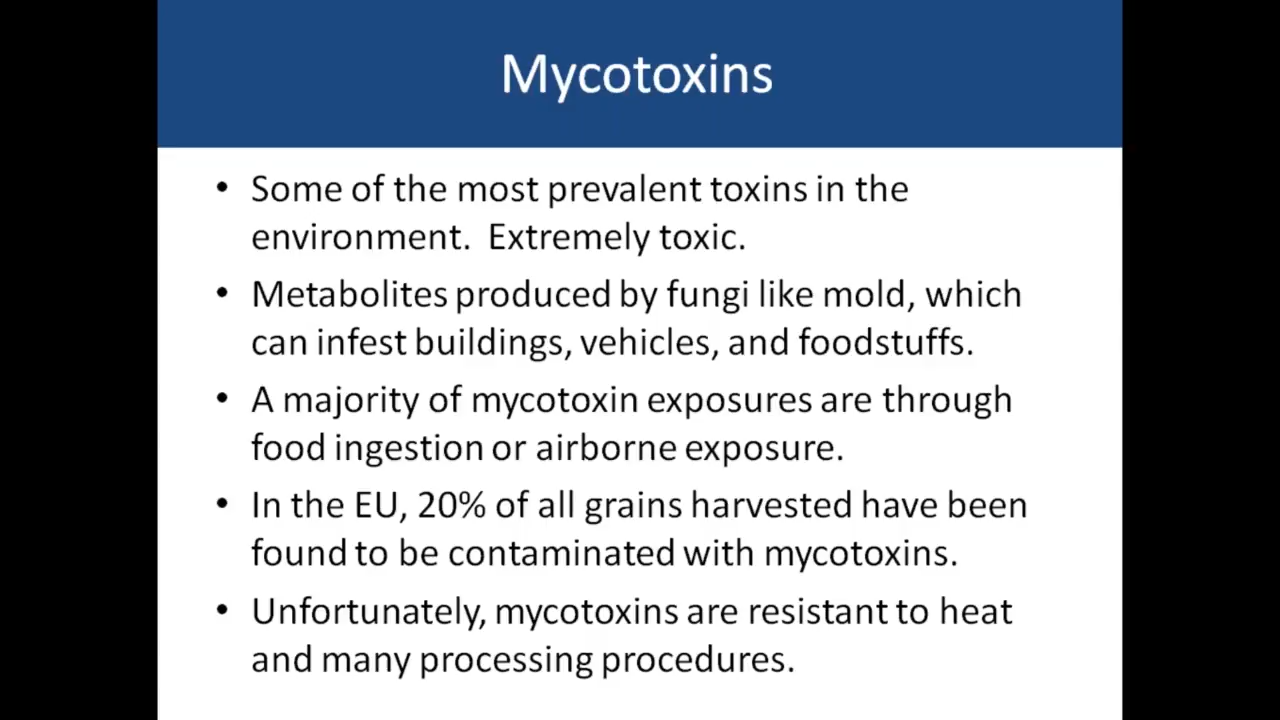 Mycotoxins
• Some of the most prevalent toxins in the
environment.  Extremely toxic.
• Metabolites produced by fungi like mold, which
can infest buildings, vehicles, and foodstuffs.
• A majority of mycotoxin exposures are through
food ingestion or airborne exposure.
• In the EU, 20% of all grains harvested have been
found to be contaminated with mycotoxins.
• Unfortunately, mycotoxins are resistant to heat
and many processing procedures.